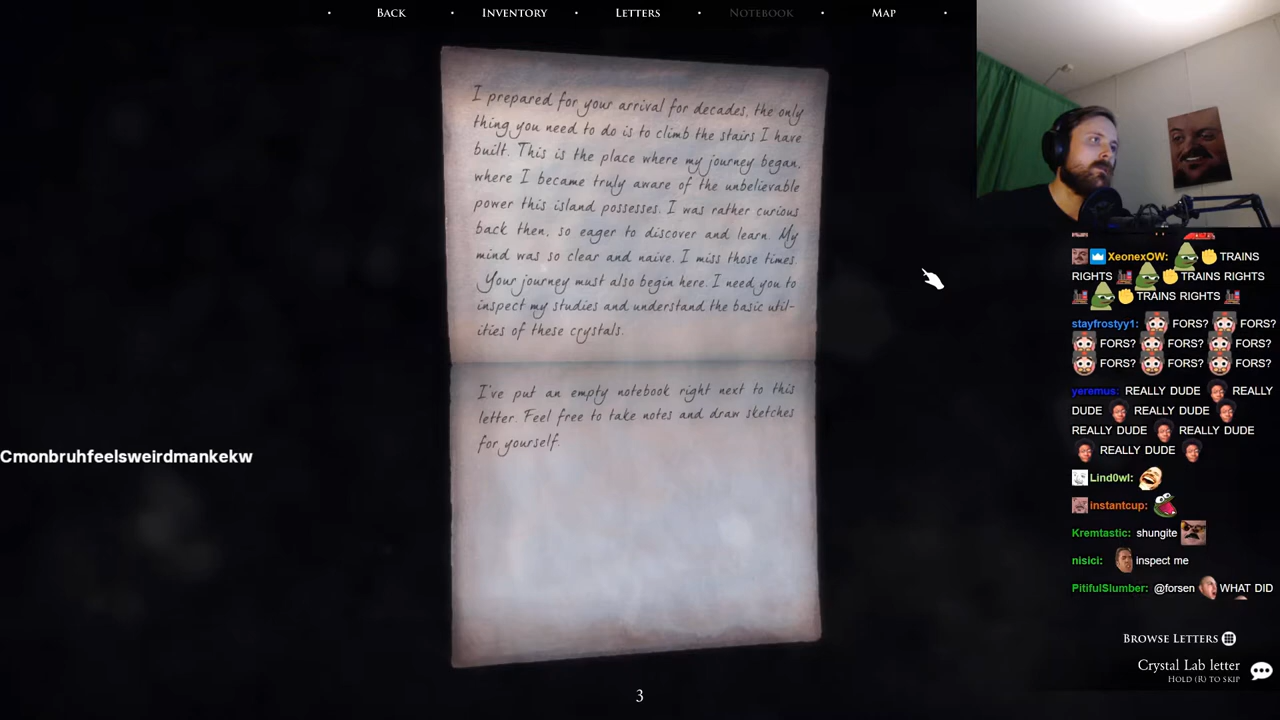 BACK
INVENTORY
LETTERS
NOTEBOOK
MAP
I prepared for your arrival for decades, the only
thing you need to do is to climb the stairs I have
built. This is the place where my journey began,
where I became truly aware of the unbelievable
power this island possesses. I was rather curious
back then, so eager to discover and learn. My
mind was so clear and naive. I miss those times.
Your journey must also begin here. I need you to
inspect my studies and understand the basic util-
ities of these crystals.
I've put an empty notebook right next to this
letter. Feel free to take notes and draw sketches
for yourself.
3
Cmonbruhfeelsweirdmankekw
XeonexOW: TRAINS
RIGHTS TRAINS RIGHTS
TRAINS RIGHTS
stayfrostyy1: FORS? FORS?
FORS? FORS? FORS?
FORS? FORS? FORS?
yeremus: REALLY DUDE REALLY
DUDE REALLY DUDE
REALLY DUDE REALLY DUDE
REALLY DUDE
Lind0wl:
instantcup:
Kremtastic: shungite
nisici: inspect me
PitifulSlumber: @forsen WHAT DID
BROWSE LETTERS
Crystal Lab letter
HOLD (R) TO SKIP